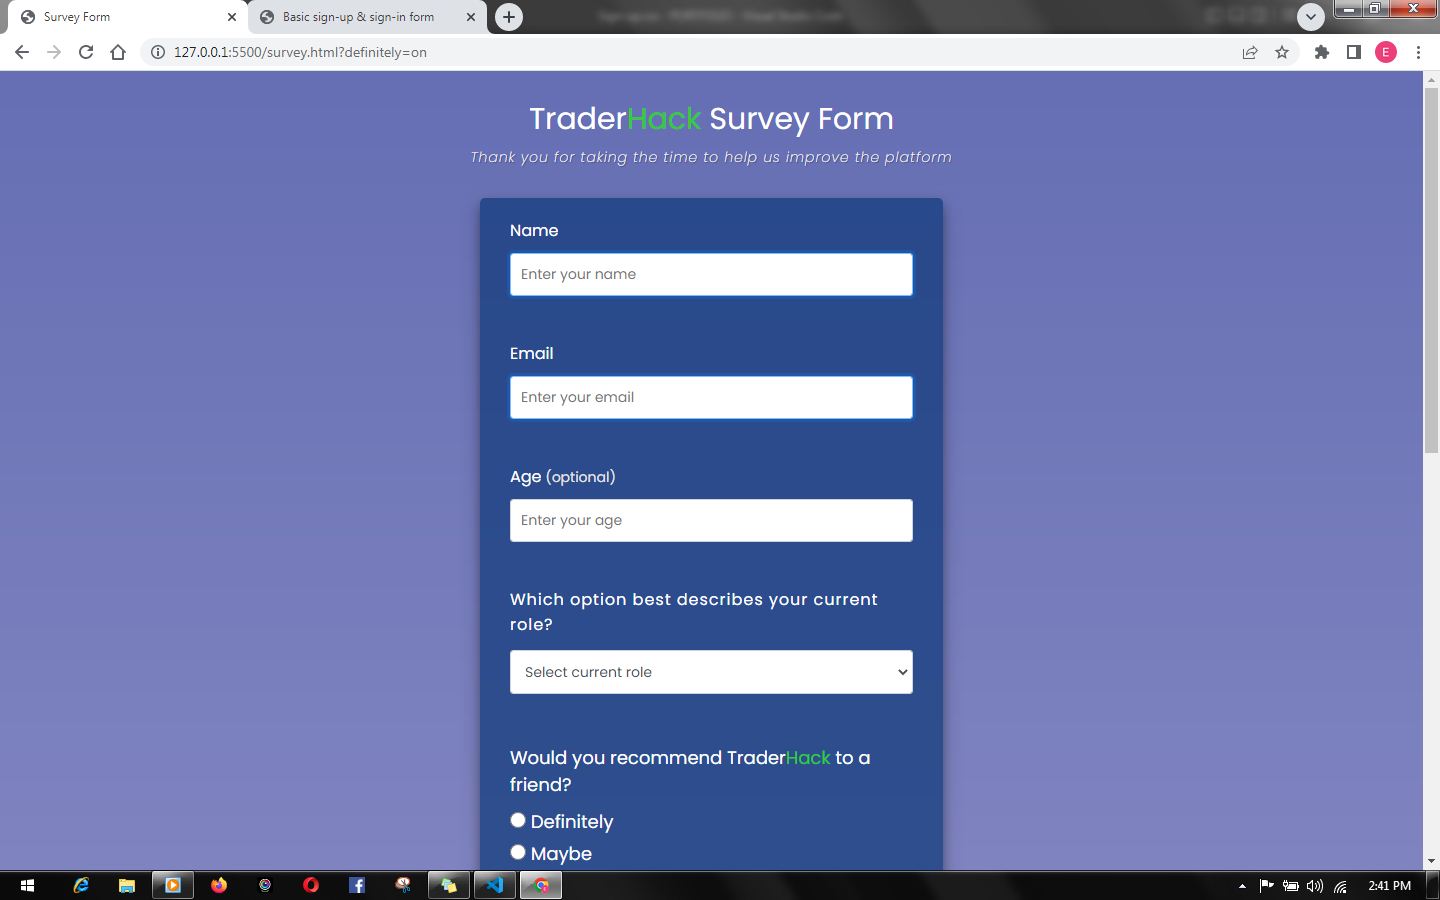 Survey Form
Basic sign-up & sign-in form
127.0.0.1:5500/survey.html?definitely=on
E
TraderHack Survey Form
Thank you for taking the time to help us improve the platform
Name
Enter your name
Email
Enter your email
Age (optional)
Enter your age
Which option best describes your current
role?
Select current role
Would you recommend TraderHack to a
friend?
Definitely
Maybe
2:41 PM